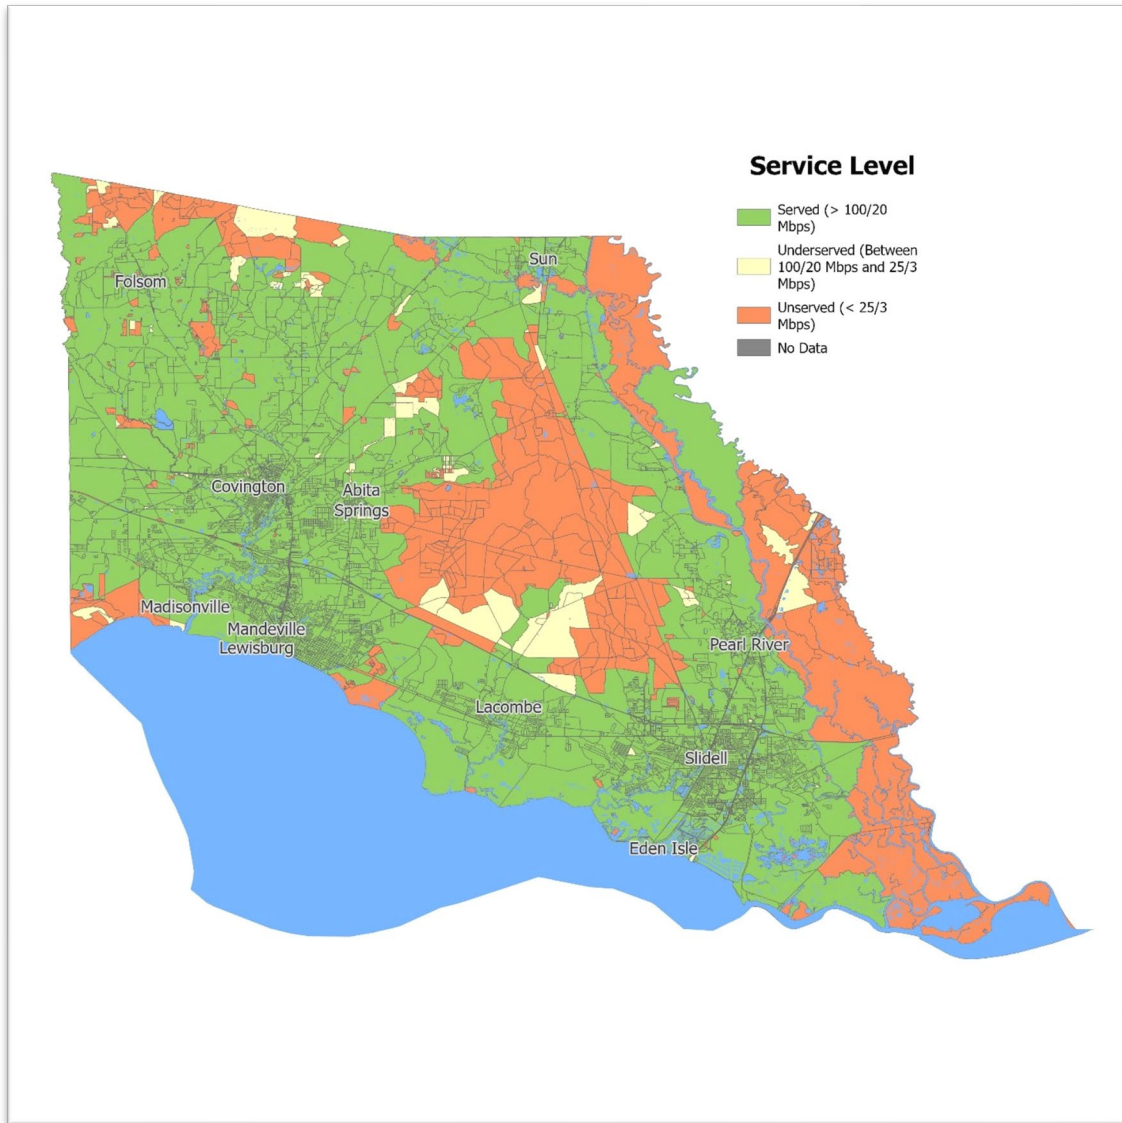 Service Level
Served (> 100/20
Mbps)
Underserved (Between
100/20 Mbps and 25/3
Mbps)
Unserved (< 25/3
Mbps)
No Data
Sun
Folsom
Covington
Abita
Springs
Madisonville
Mandeville
Lewisburg
Pearl River
Lacombe
Slidell
Eden Isle